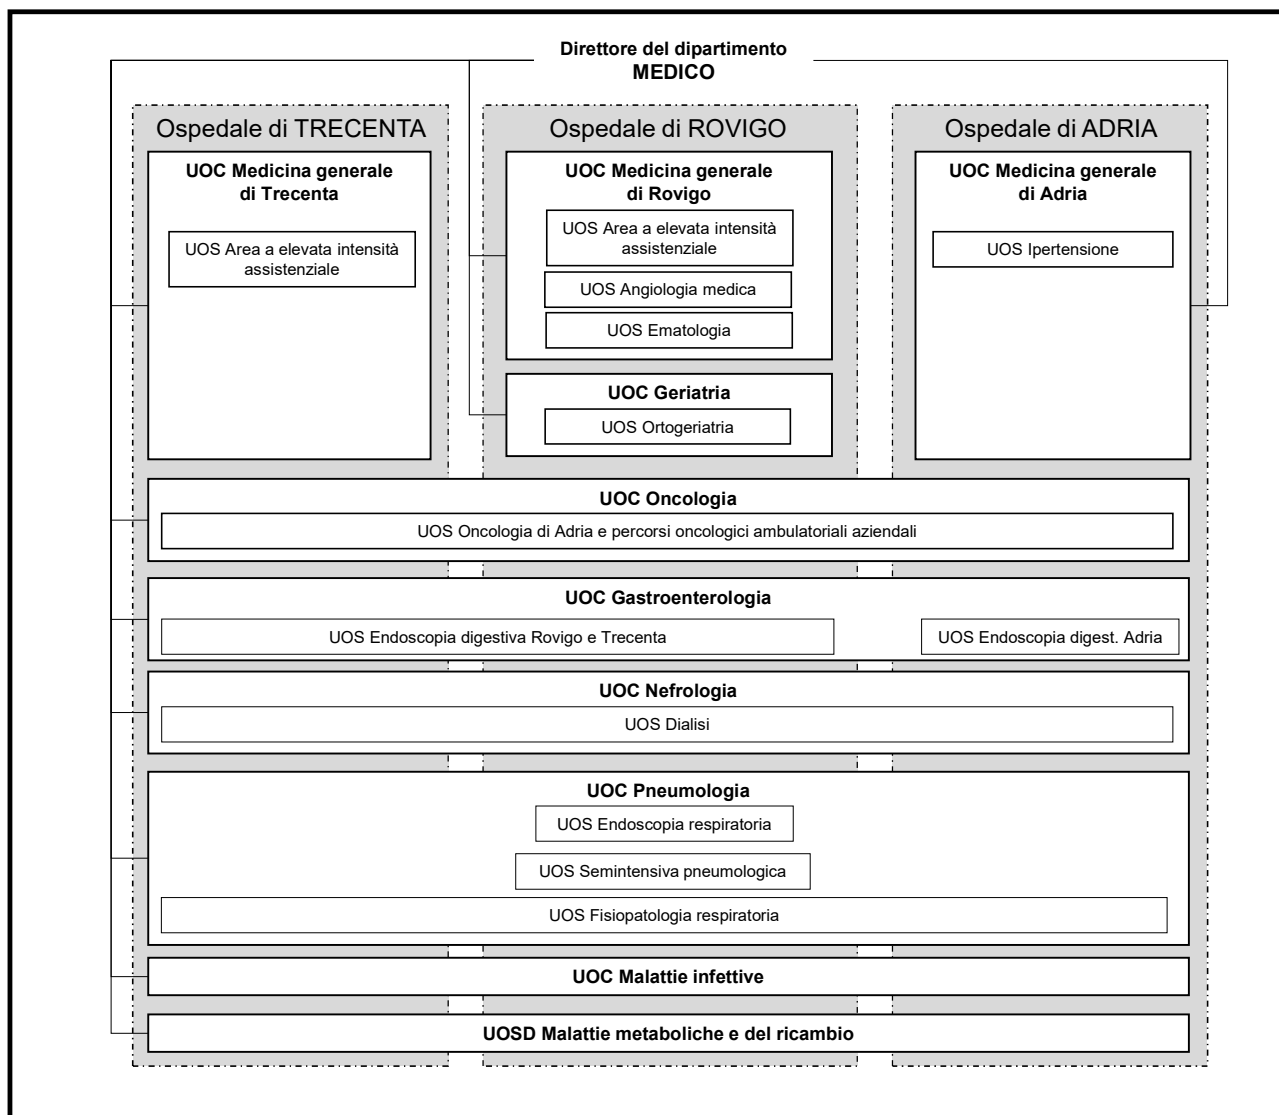 Direttore del dipartimento
MEDICO
Ospedale di TRECENTA
Ospedale di ROVIGO
Ospedale di ADRIA
UOC Medicina generale
di Trecenta
UOS Area a elevata intensità
assistenziale
UOC Medicina generale
di Rovigo
UOS Area a elevata intensità
assistenziale
UOS Angiologia medica
UOS Ematologia
UOC Geriatria
UOS Ortogeriatria
UOC Medicina generale
di Adria
UOS Ipertensione
UOC Oncologia
UOS Oncologia di Adria e percorsi oncologici ambulatoriali aziendali
UOC Gastroenterologia
UOS Endoscopia digestiva Rovigo e Trecenta
UOS Endoscopia digest. Adria
UOC Nefrologia
UOS Dialisi
UOC Pneumologia
UOS Endoscopia respiratoria
UOS Semintensiva pneumologica
UOS Fisiopatologia respiratoria
UOC Malattie infettive
UOSD Malattie metaboliche e del ricambio